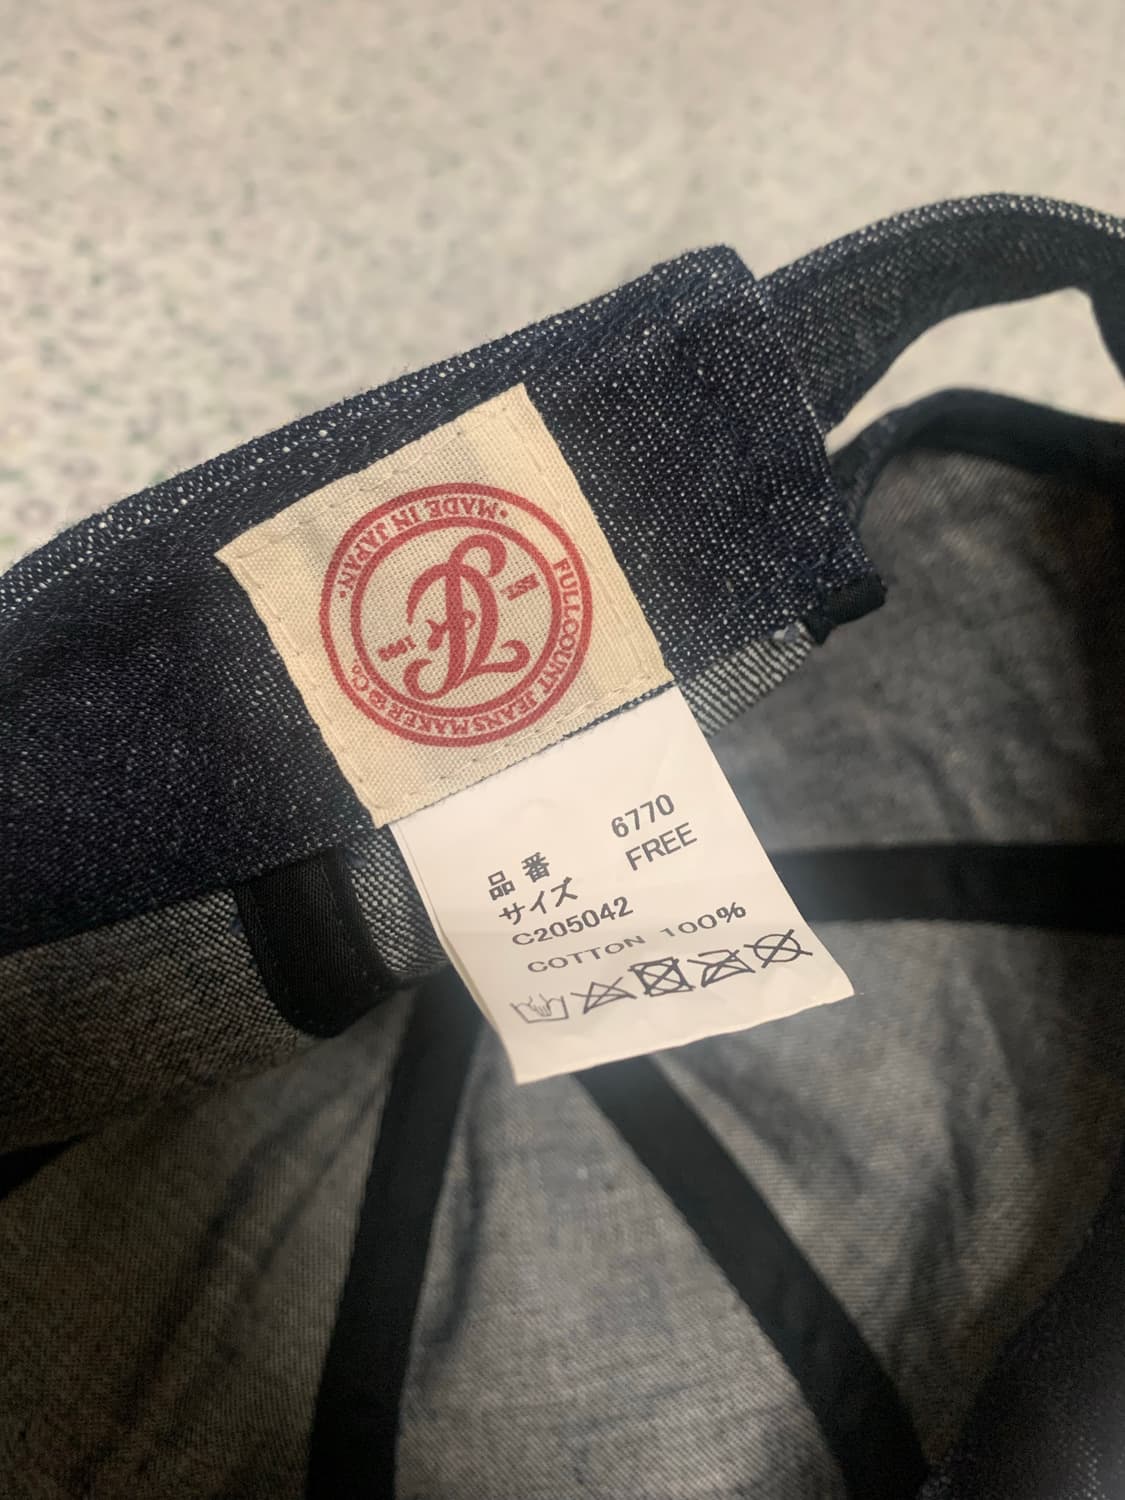 ·MADE IN JAPAN·
FULLCOUNT JEANSMAKER & Co.
品番 6770
サイズ FREE
C205042
COTTON 100%